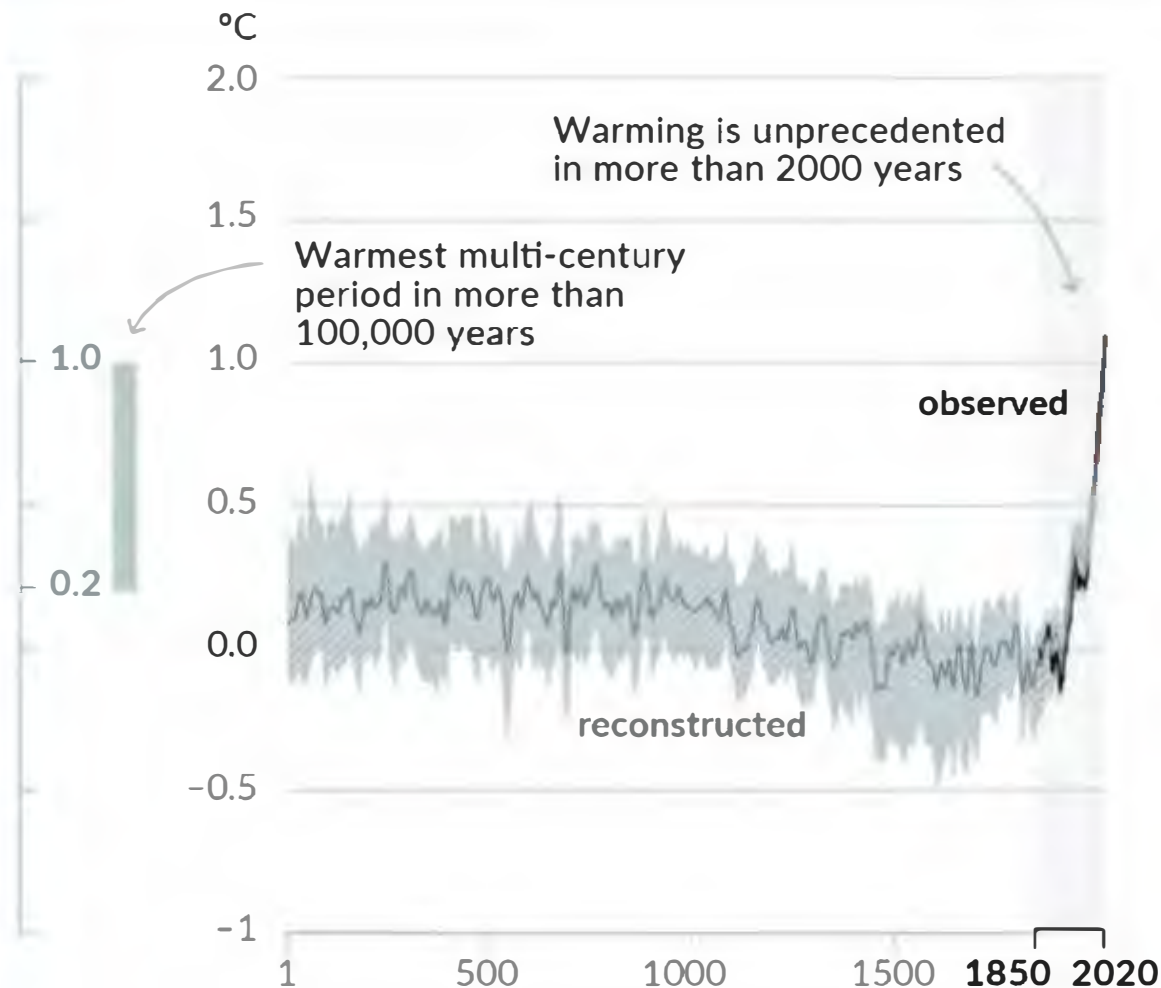 °C
2.0
Warming is unprecedented
in more than 2000 years
1.5
Warmest multi-century
period in more than
100,000 years
1.0
1.0
observed
0.5
0.2
0.0
reconstructed
−0.5
−1
1 500 1000 1500 1850 2020